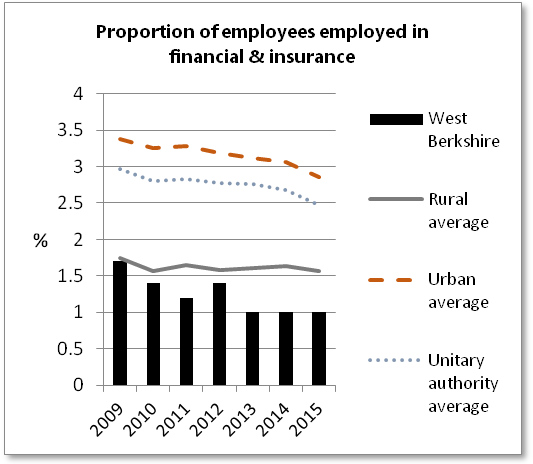 Proportion of employees employed in
financial & insurance
4
3.5
3
2.5
2
1.5
1
0.5
0
%
2009
2010
2011
2012
2013
2014
2015
West
Berkshire
Rural
average
Urban
average
Unitary
authority
average